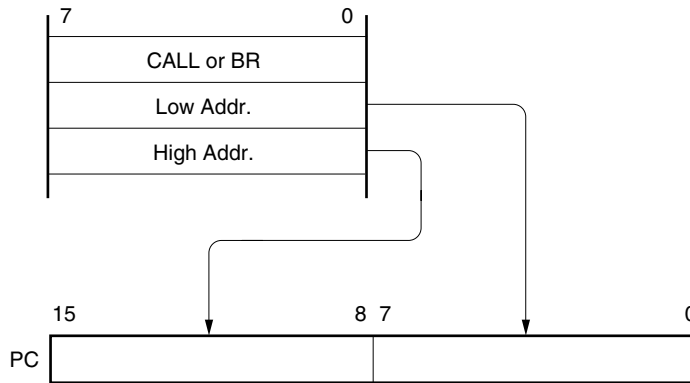 7 0
CALL or BR
Low Addr.
High Addr.
15 8 7 0
PC